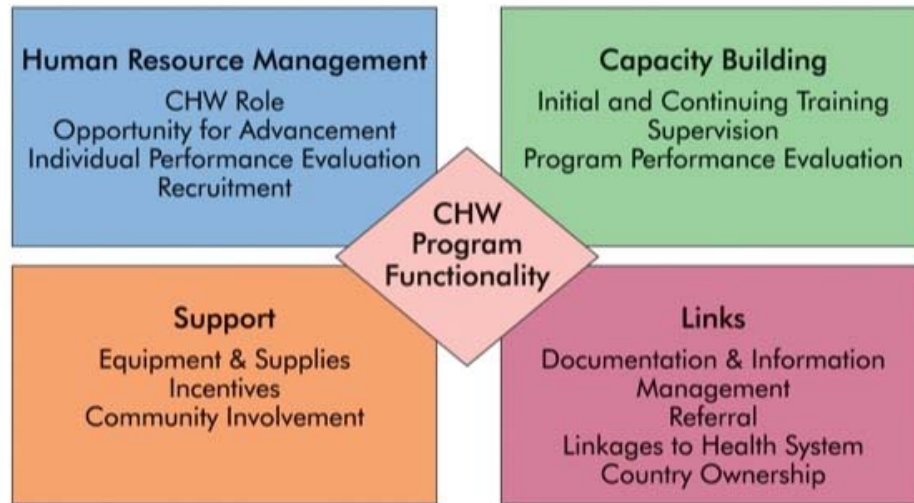 Human Resource Management
CHW Role
Opportunity for Advancement
Individual Performance Evaluation
Recruitment
Capacity Building
Initial and Continuing Training
Supervision
Program Performance Evaluation
CHW
Program
Functionality
Support
Equipment & Supplies
Incentives
Community Involvement
Links
Documentation & Information
Management
Referral
Linkages to Health System
Country Ownership